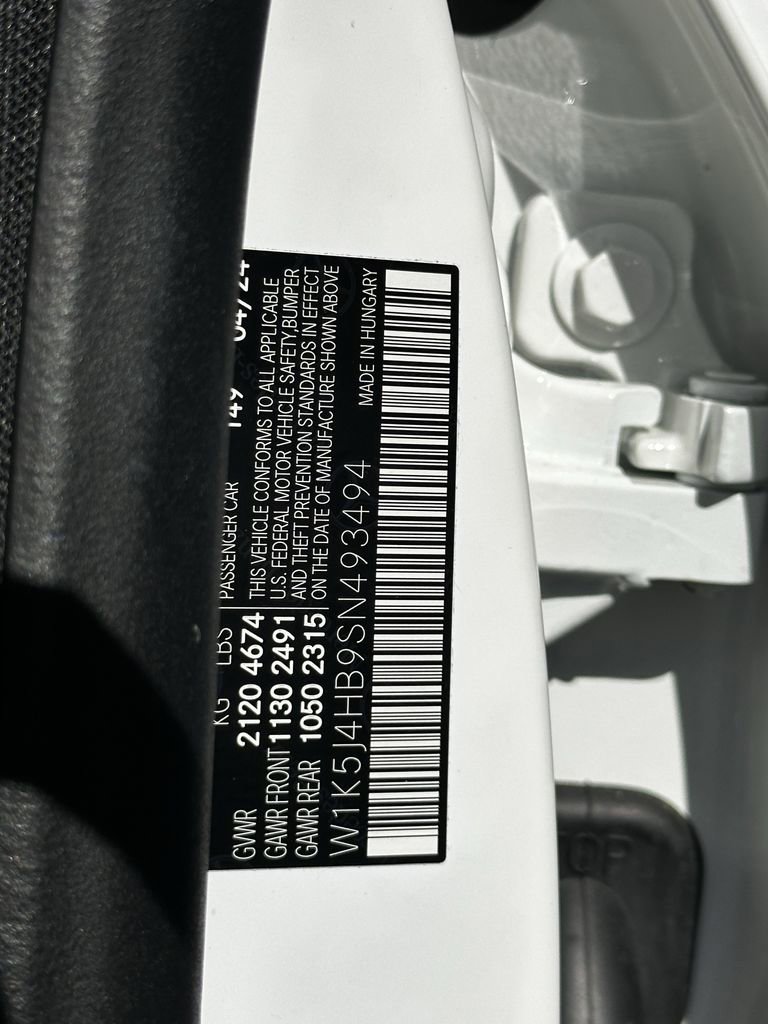 149 04/24
KG LBS PASSENGER CAR
GVWR 2120 4674 THIS VEHICLE CONFORMS TO ALL APPLICABLE
GAWR FRONT 1130 2491 U.S. FEDERAL MOTOR VEHICLE SAFETY,BUMPER
GAWR REAR 1050 2315 AND THEFT PREVENTION STANDARDS IN EFFECT
ON THE DATE OF MANUFACTURE SHOWN ABOVE
W1K5J4HB9SN493494 MADE IN HUNGARY
OP